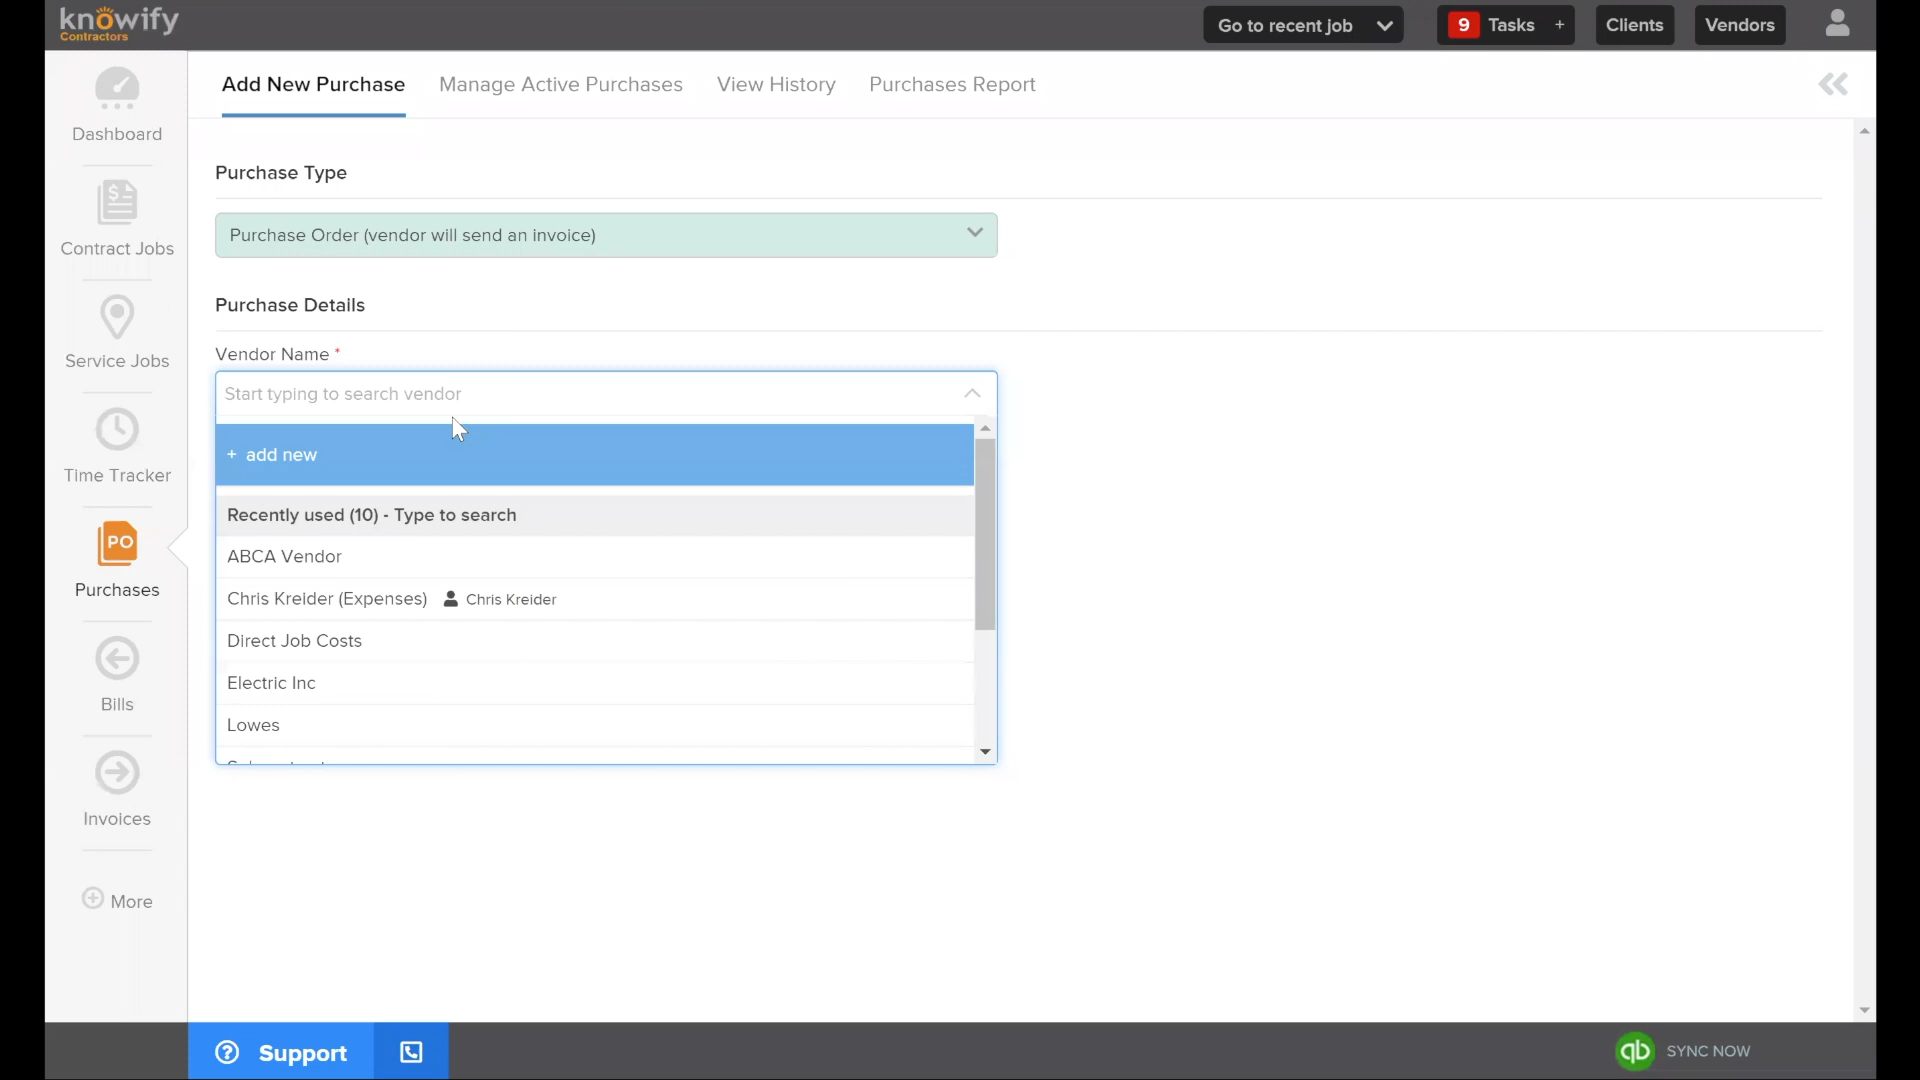 knowify
Contractors
Go to recent job
9 Tasks +
Clients
Vendors
Add New Purchase
Manage Active Purchases
View History
Purchases Report
Dashboard
Contract Jobs
Service Jobs
Time Tracker
PO
Purchases
Bills
Invoices
More
Purchase Type
Purchase Order (vendor will send an invoice)
Purchase Details
Vendor Name *
Start typing to search vendor
+ add new
Recently used (10) - Type to search
ABCA Vendor
Chris Kreider (Expenses) Chris Kreider
Direct Job Costs
Electric Inc
Lowes
? Support
qb SYNC NOW